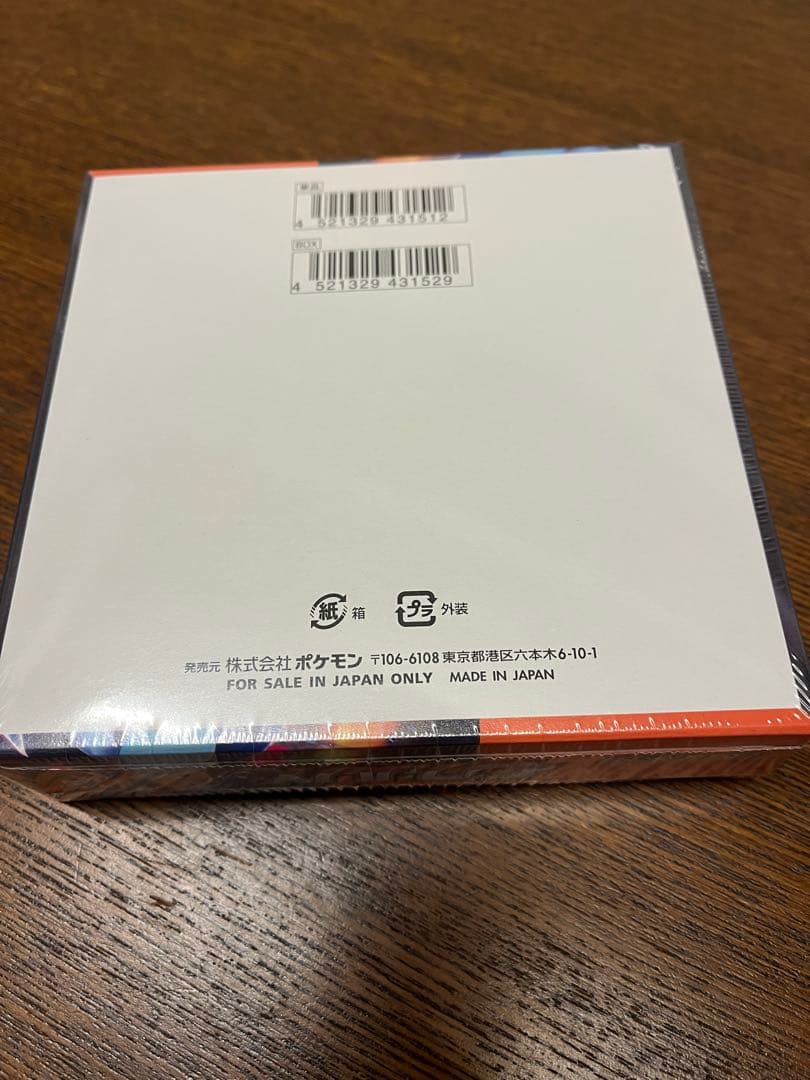 単品
4 521329 431512
BOX
4 521329 431529
紙 箱 プラ 外装
発売元 株式会社 ポケモン 〒106-6108 東京都港区六本木6-10-1
FOR SALE IN JAPAN ONLY MADE IN JAPAN